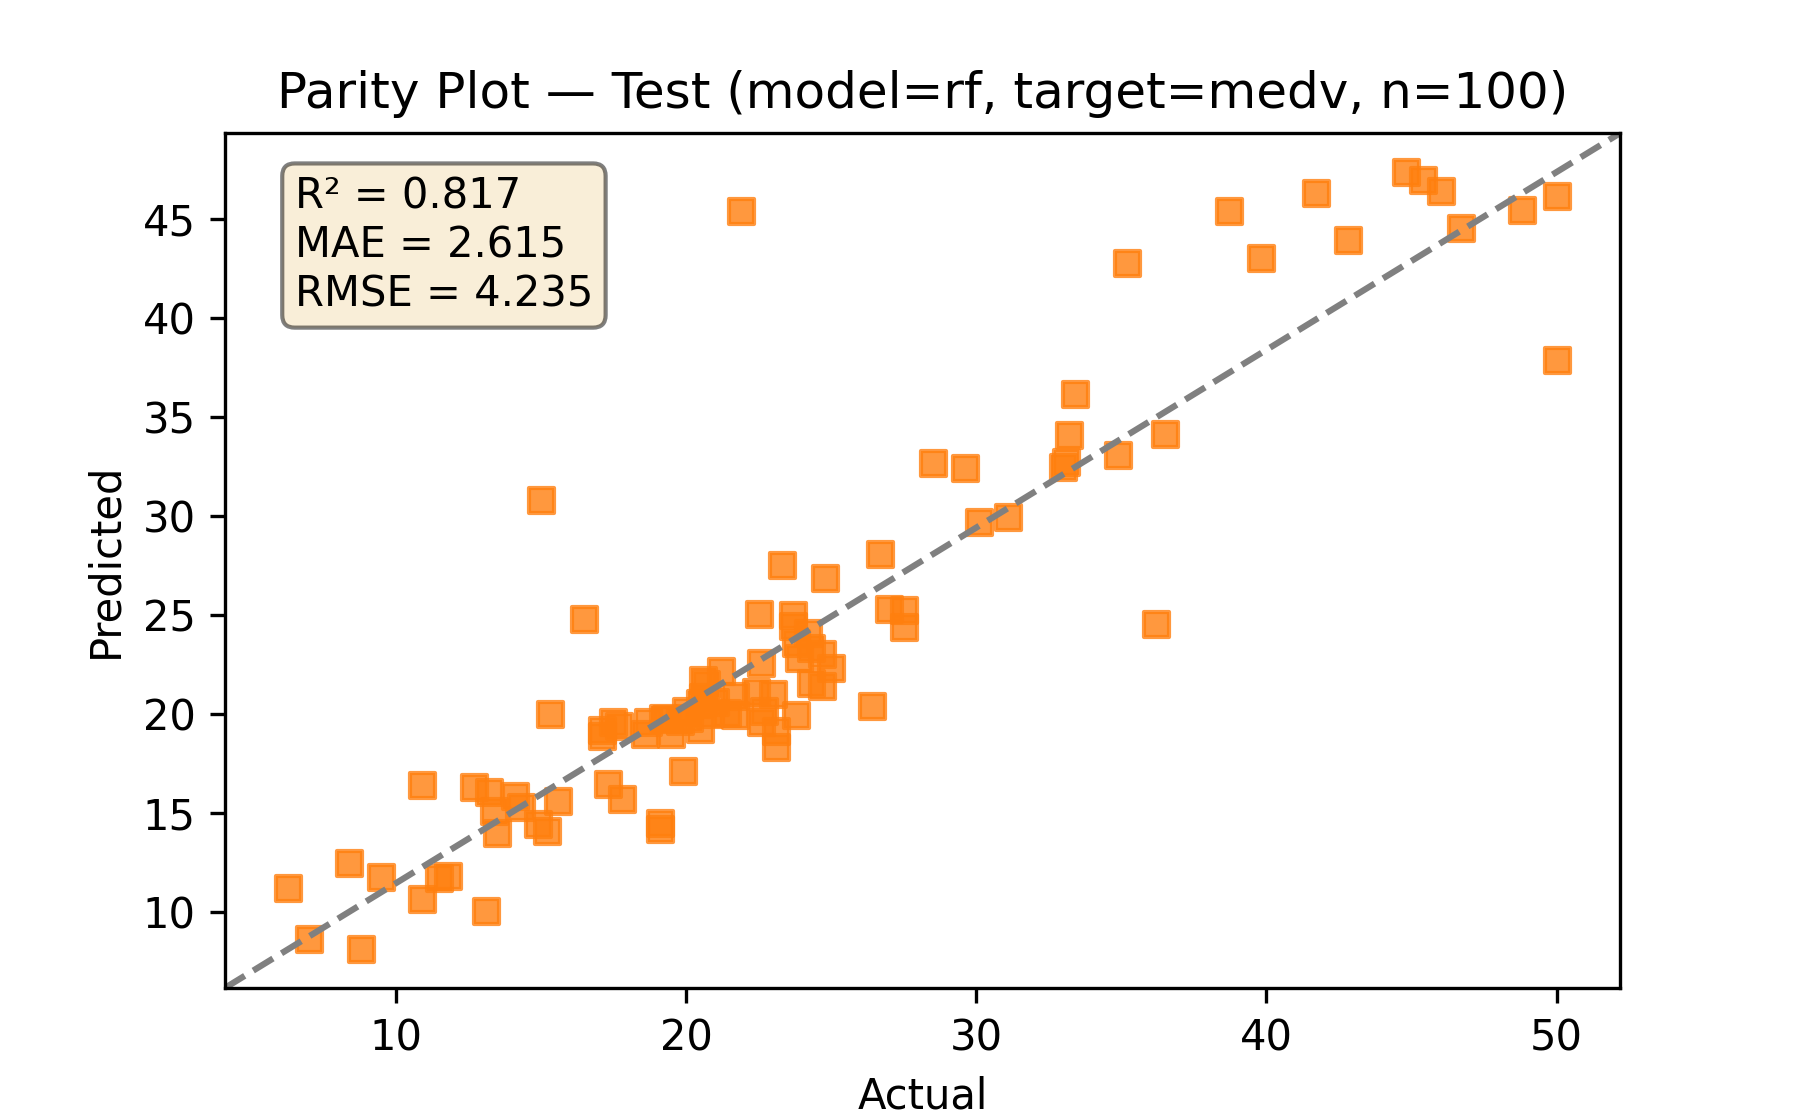 Parity Plot — Test (model=rf, target=medv, n=100)
R² = 0.817
MAE = 2.615
RMSE = 4.235
45
40
35
30
25
20
15
10
Predicted
10 20 30 40 50
Actual